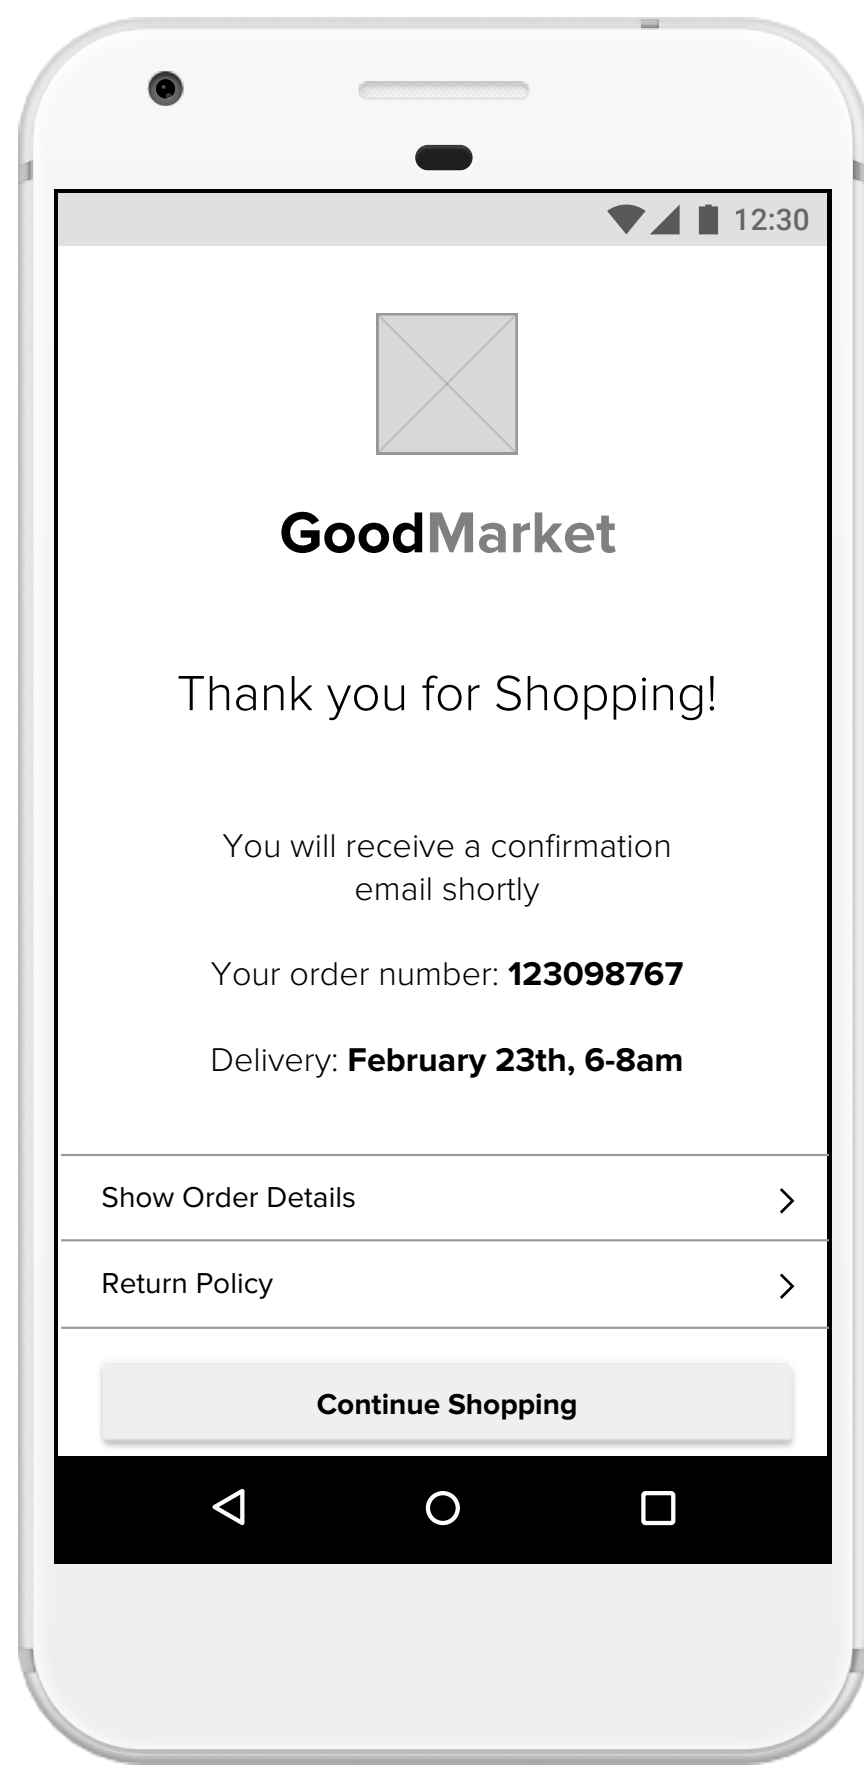 12:30
GoodMarket
Thank you for Shopping!
You will receive a confirmation
email shortly
Your order number: 123098767
Delivery: February 23th, 6-8am
Show Order Details
Return Policy
Continue Shopping